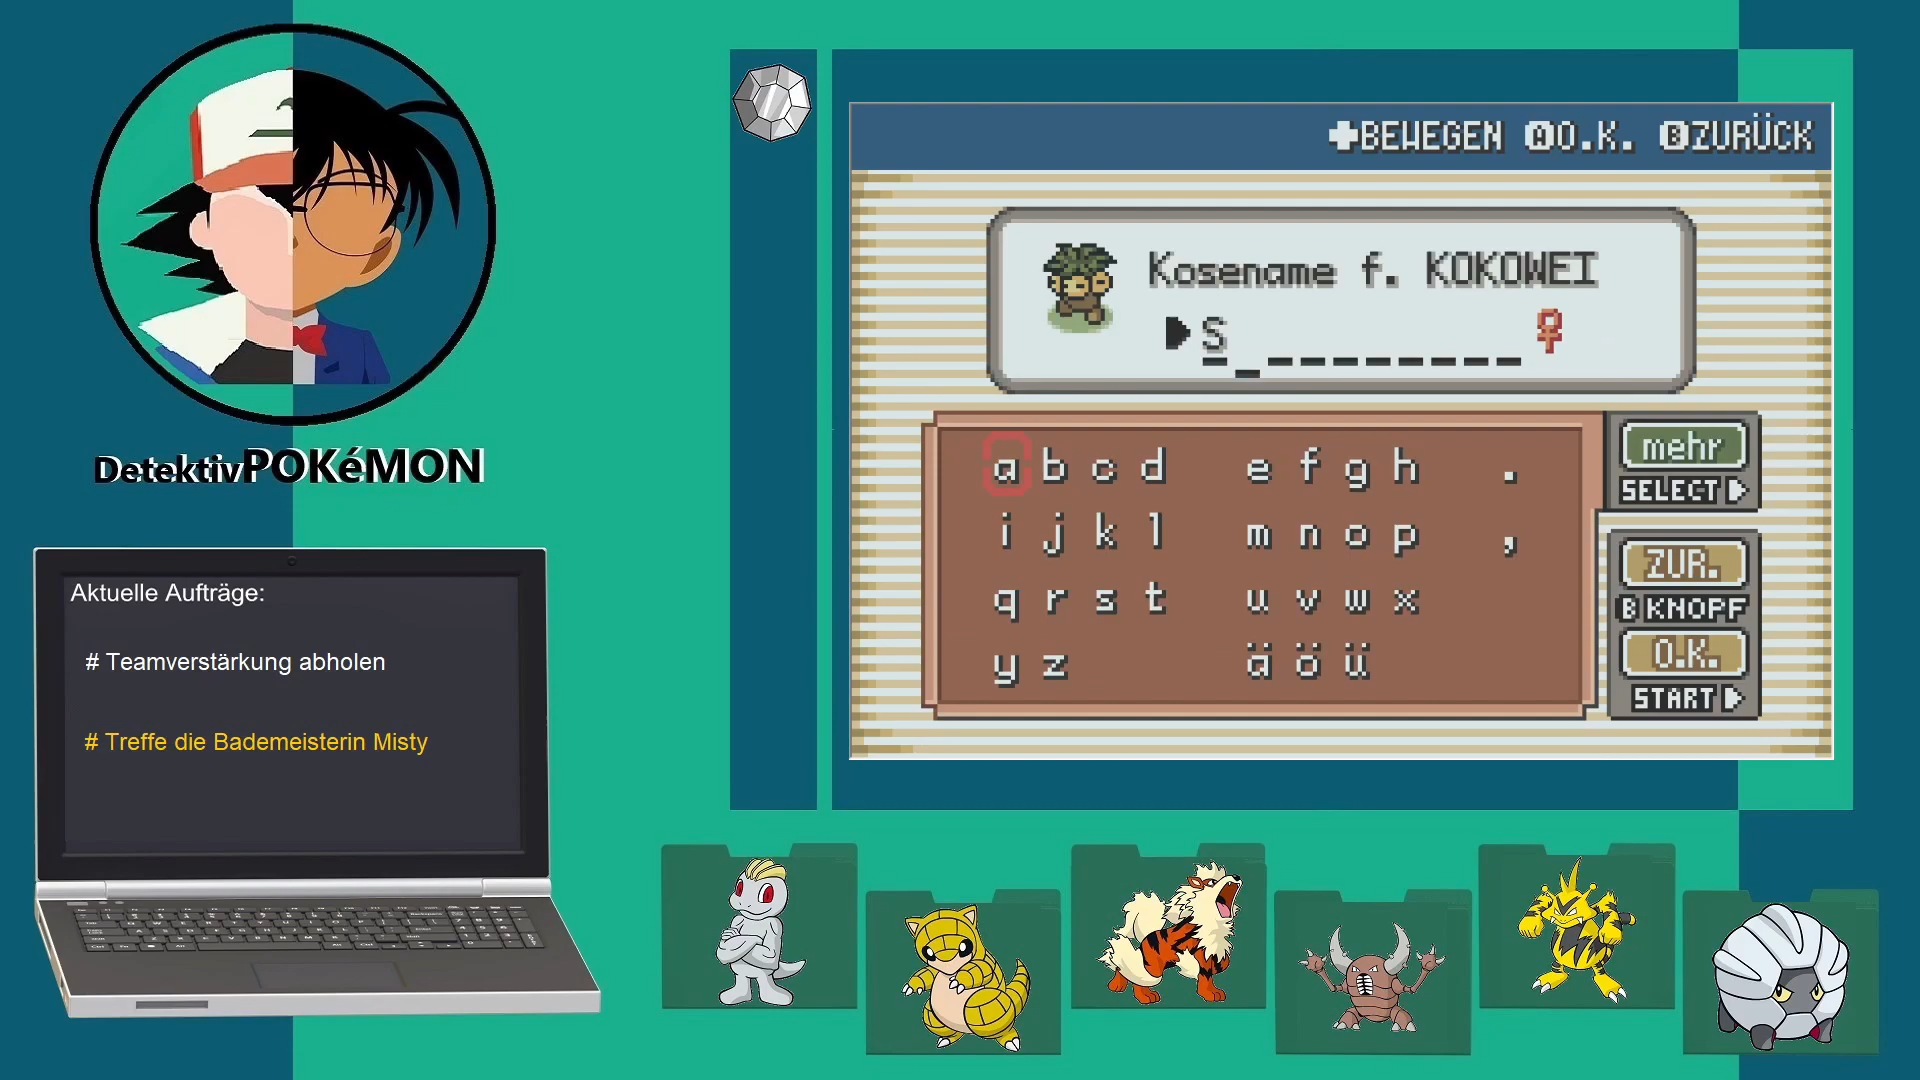 DetektivPOKéMON
Aktuelle Aufträge:
# Teamverstärkung abholen
# Treffe die Bademeisterin Misty
BEWEGEN A O.K. B ZURÜCK
Kosename f. KOKOWEI
S
a b c d e f g h .
i j k l m n o p ,
q r s t u v w x
y z ä ö ü
mehr
SELECT
ZUR.
B KNOPF
O.K.
START